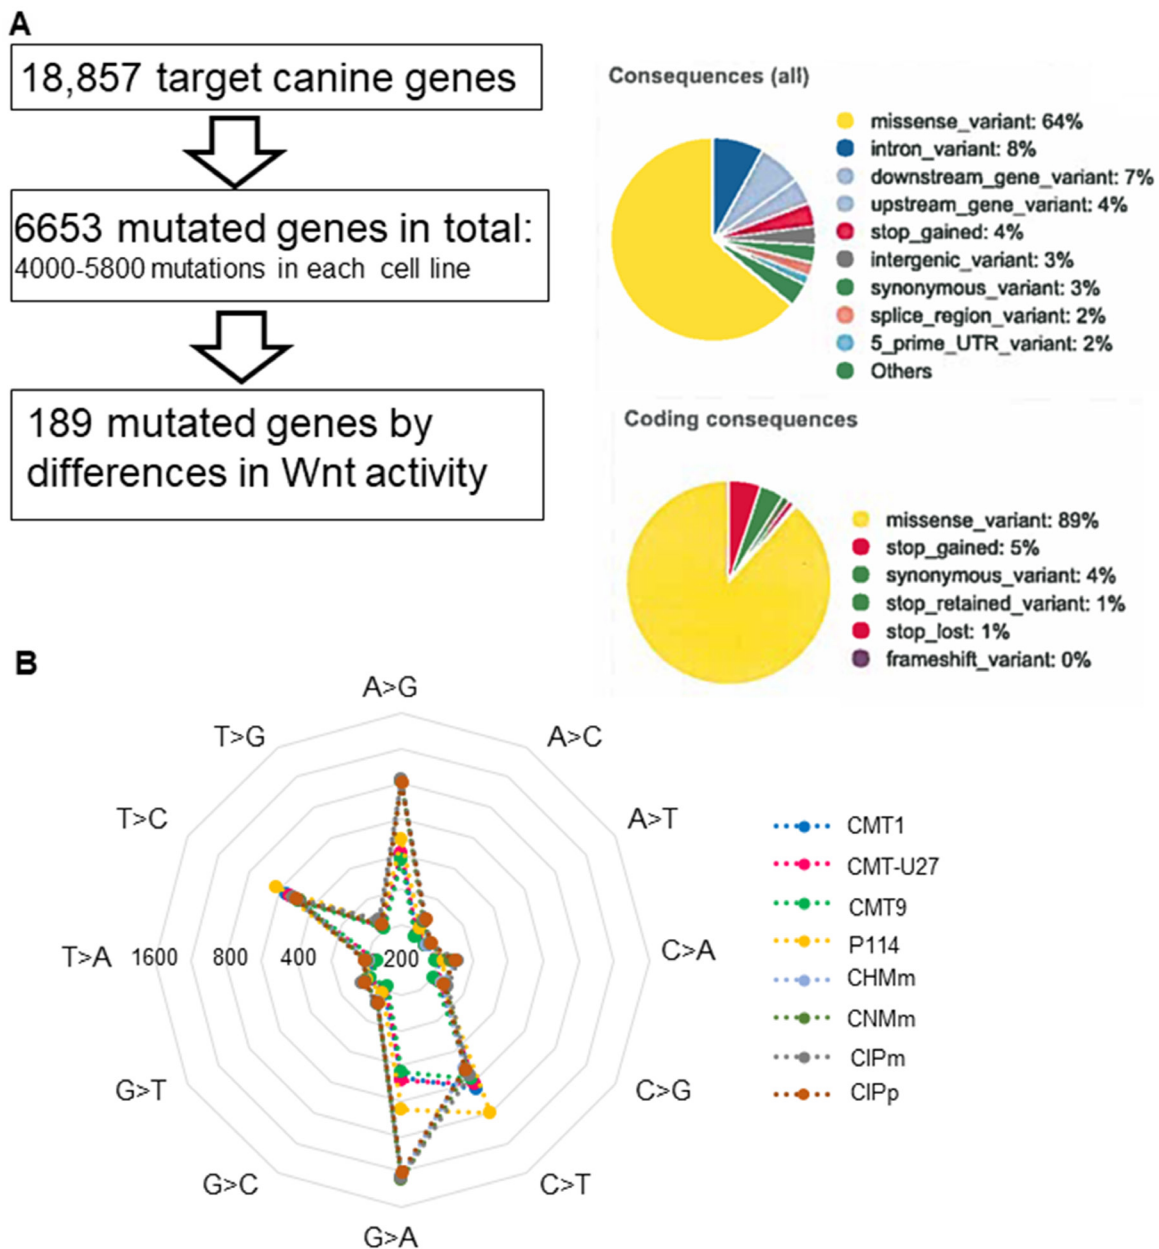 A
18,857 target canine genes
6653 mutated genes in total:
4000-5800 mutations in each cell line
189 mutated genes by
differences in Wnt activity
Consequences (all)
missense_variant: 64%
intron_variant: 8%
downstream_gene_variant: 7%
upstream_gene_variant: 4%
stop_gained: 4%
intergenic_variant: 3%
synonymous_variant: 3%
splice_region_variant: 2%
5_prime_UTR_variant: 2%
Others
Coding consequences
missense_variant: 89%
stop_gained: 5%
synonymous_variant: 4%
stop_retained_variant: 1%
stop_lost: 1%
frameshift_variant: 0%
B
A>G
A>C
A>T
C>A
C>G
C>T
G>A
G>C
G>T
T>A
T>C
T>G
1600 800 400 200
CMT1
CMT-U27
CMT9
P114
CHMm
CNMm
CIPm
CIPp